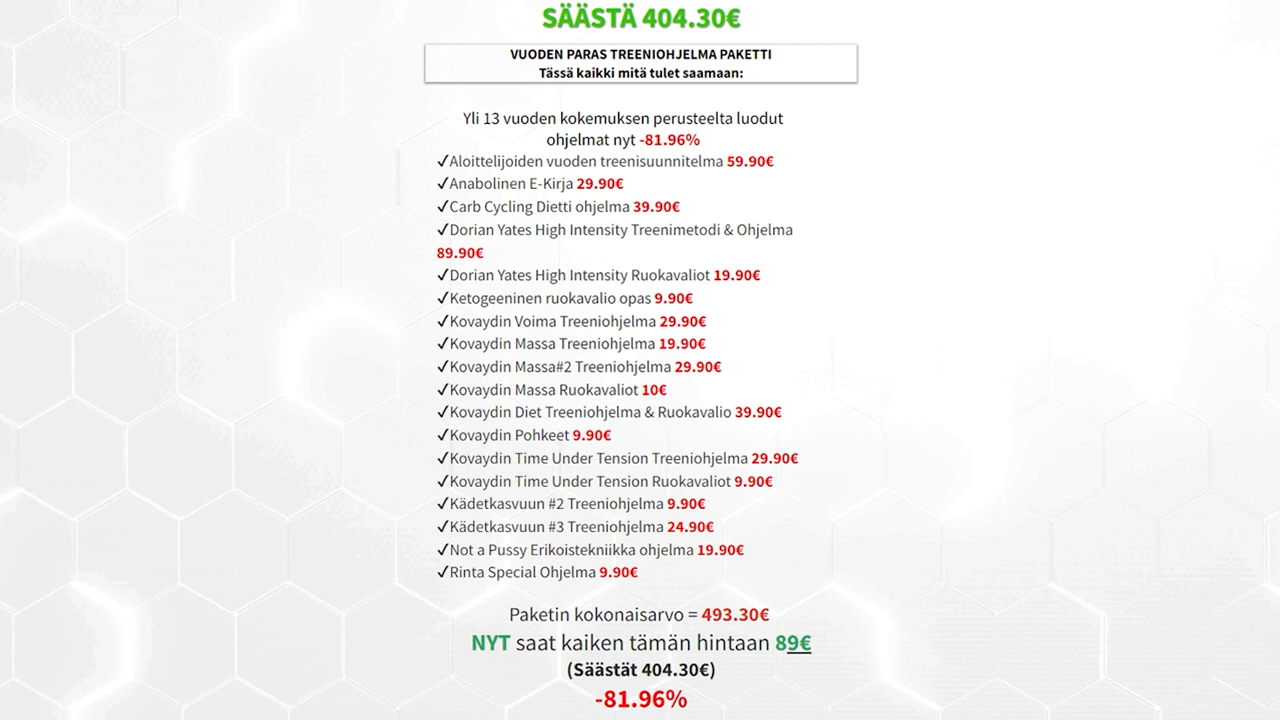 SÄÄSTÄ 404.30€
VUODEN PARAS TREENIOHJELMA PAKETTI
Tässä kaikki mitä tulet saamaan:
Yli 13 vuoden kokemuksen perusteelta luodut
ohjelmat nyt -81.96%
✓Aloittelijoiden vuoden treenisuunnitelma 59.90€
✓Anabolinen E-Kirja 29.90€
✓Carb Cycling Dietti ohjelma 39.90€
✓Dorian Yates High Intensity Treenimetodi & Ohjelma
89.90€
✓Dorian Yates High Intensity Ruokavaliot 19.90€
✓Ketogeeninen ruokavalio opas 9.90€
✓Kovaydin Voima Treeniohjelma 29.90€
✓Kovaydin Massa Treeniohjelma 19.90€
✓Kovaydin Massa#2 Treeniohjelma 29.90€
✓Kovaydin Massa Ruokavaliot 10€
✓Kovaydin Diet Treeniohjelma & Ruokavalio 39.90€
✓Kovaydin Pohkeet 9.90€
✓Kovaydin Time Under Tension Treeniohjelma 29.90€
✓Kovaydin Time Under Tension Ruokavaliot 9.90€
✓Kädetkasvuun #2 Treeniohjelma 9.90€
✓Kädetkasvuun #3 Treeniohjelma 24.90€
✓Not a Pussy Erikoistekniikka ohjelma 19.90€
✓Rinta Special Ohjelma 9.90€
Paketin kokonaisarvo = 493.30€
NYT saat kaiken tämän hintaan 89€
(Säästät 404.30€)
-81.96%